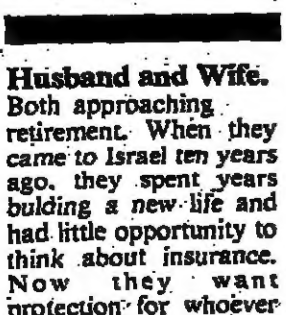 Husband and Wife.
Both approaching
retirement. When they
came to Israel ten years
ago, they spent years
bulding a new life and
had little opportunity to
think about insurance.
Now they want
protection for whoever